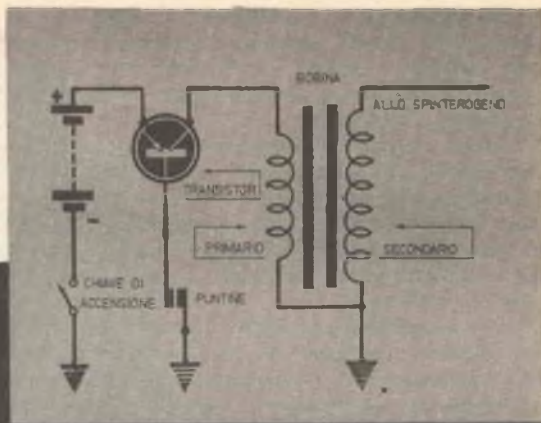 BOBINA
+
ALLO SPINTEROGENO
TRANSISTOR
-
PRIMARIO
SECONDARIO
CHIAVE DI
ACCENSIONE
PUNTINE